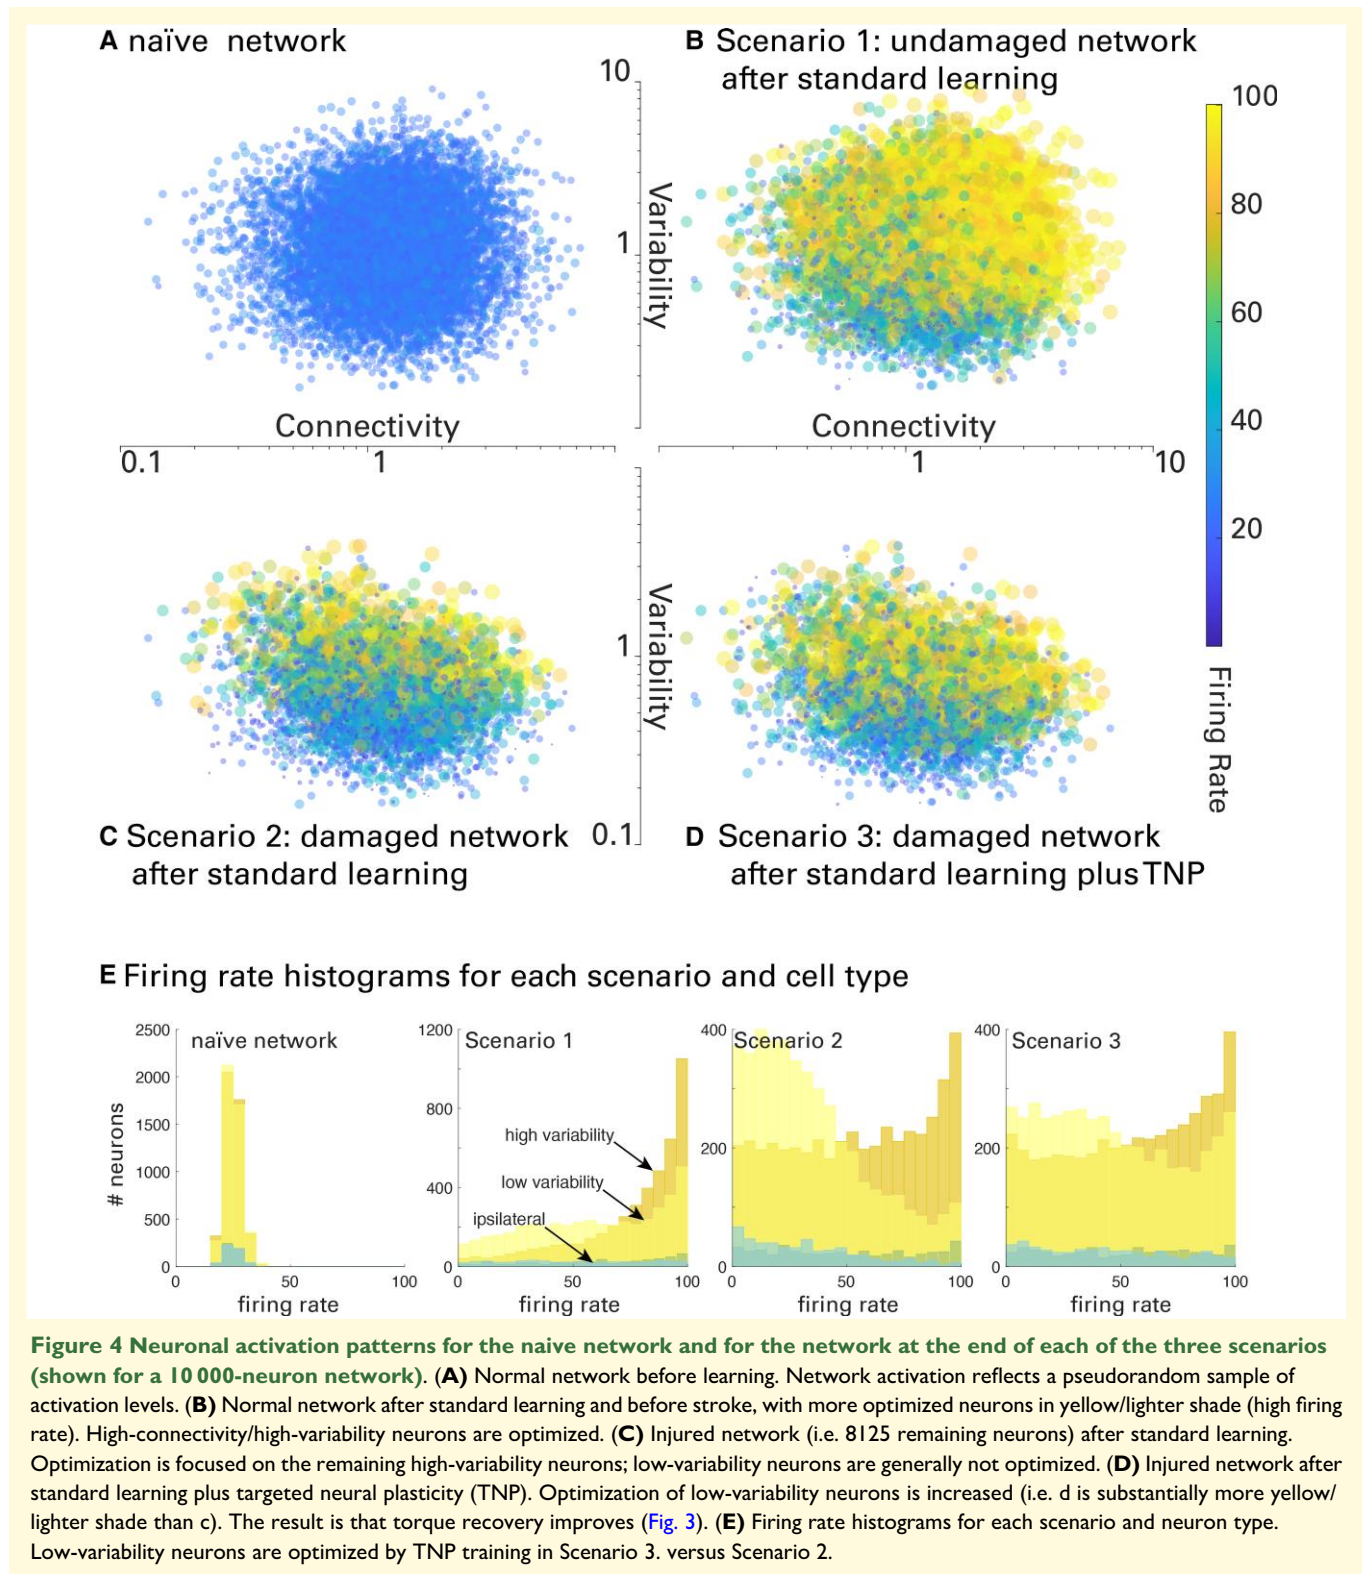 A naïve network
B Scenario 1: undamaged network
after standard learning
10
Variability
1
100
80
60
40
20
Firing Rate
Connectivity
0.1
1
Connectivity
1
10
Variability
1
0.1
C Scenario 2: damaged network
after standard learning
D Scenario 3: damaged network
after standard learning plus TNP
E Firing rate histograms for each scenario and cell type
# neurons
2500
2000
1500
1000
500
0
naïve network
0
50
100
firing rate
1200
800
400
0
Scenario 1
high variability
low variability
ipsilateral
0
50
100
firing rate
400
200
0
Scenario 2
0
50
100
firing rate
400
200
0
Scenario 3
0
50
100
firing rate
Figure 4 Neuronal activation patterns for the naive network and for the network at the end of each of the three scenarios
(shown for a 10 000-neuron network). (A) Normal network before learning. Network activation reflects a pseudorandom sample of
activation levels. (B) Normal network after standard learning and before stroke, with more optimized neurons in yellow/lighter shade (high firing
rate). High-connectivity/high-variability neurons are optimized. (C) Injured network (i.e. 8125 remaining neurons) after standard learning.
Optimization is focused on the remaining high-variability neurons; low-variability neurons are generally not optimized. (D) Injured network after
standard learning plus targeted neural plasticity (TNP). Optimization of low-variability neurons is increased (i.e. d is substantially more yellow/
lighter shade than c). The result is that torque recovery improves (Fig. 3). (E) Firing rate histograms for each scenario and neuron type.
Low-variability neurons are optimized by TNP training in Scenario 3. versus Scenario 2.